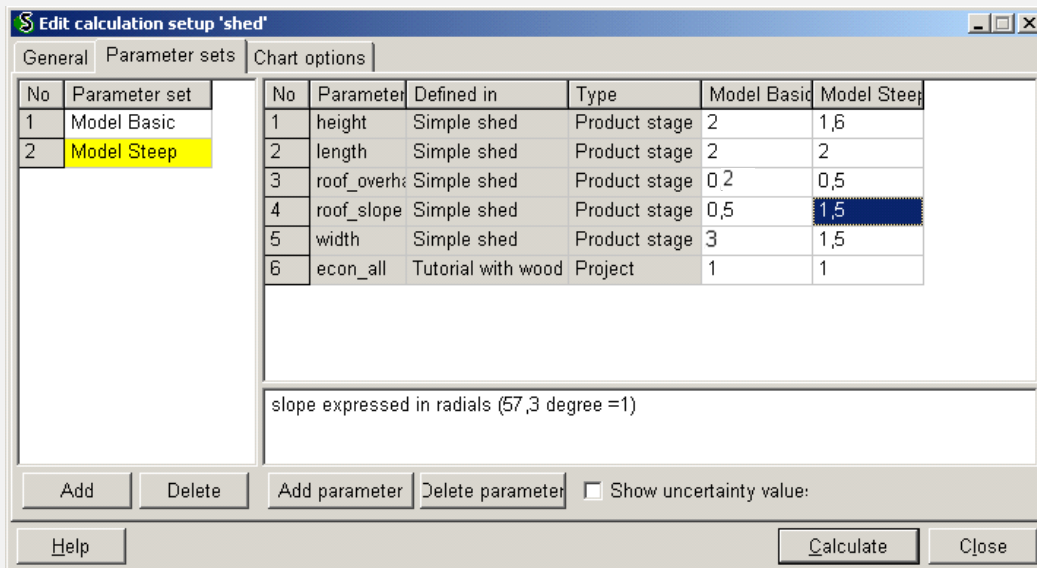 Edit calculation setup 'shed'
General Parameter sets Chart options
No Parameter set
1 Model Basic
2 Model Steep
No Parameter Defined in Type Model Basic Model Steep
1 height Simple shed Product stage 2 1,6
2 length Simple shed Product stage 2 2
3 roof_overha Simple shed Product stage 0 2 0,5
4 roof_slope Simple shed Product stage 0,5 1,5
5 width Simple shed Product stage 3 1,5
6 econ_all Tutorial with wood Project 1 1
slope expressed in radials (57,3 degree =1)
Add Delete Add parameter Delete parameter Show uncertainty value:
Help Calculate Close